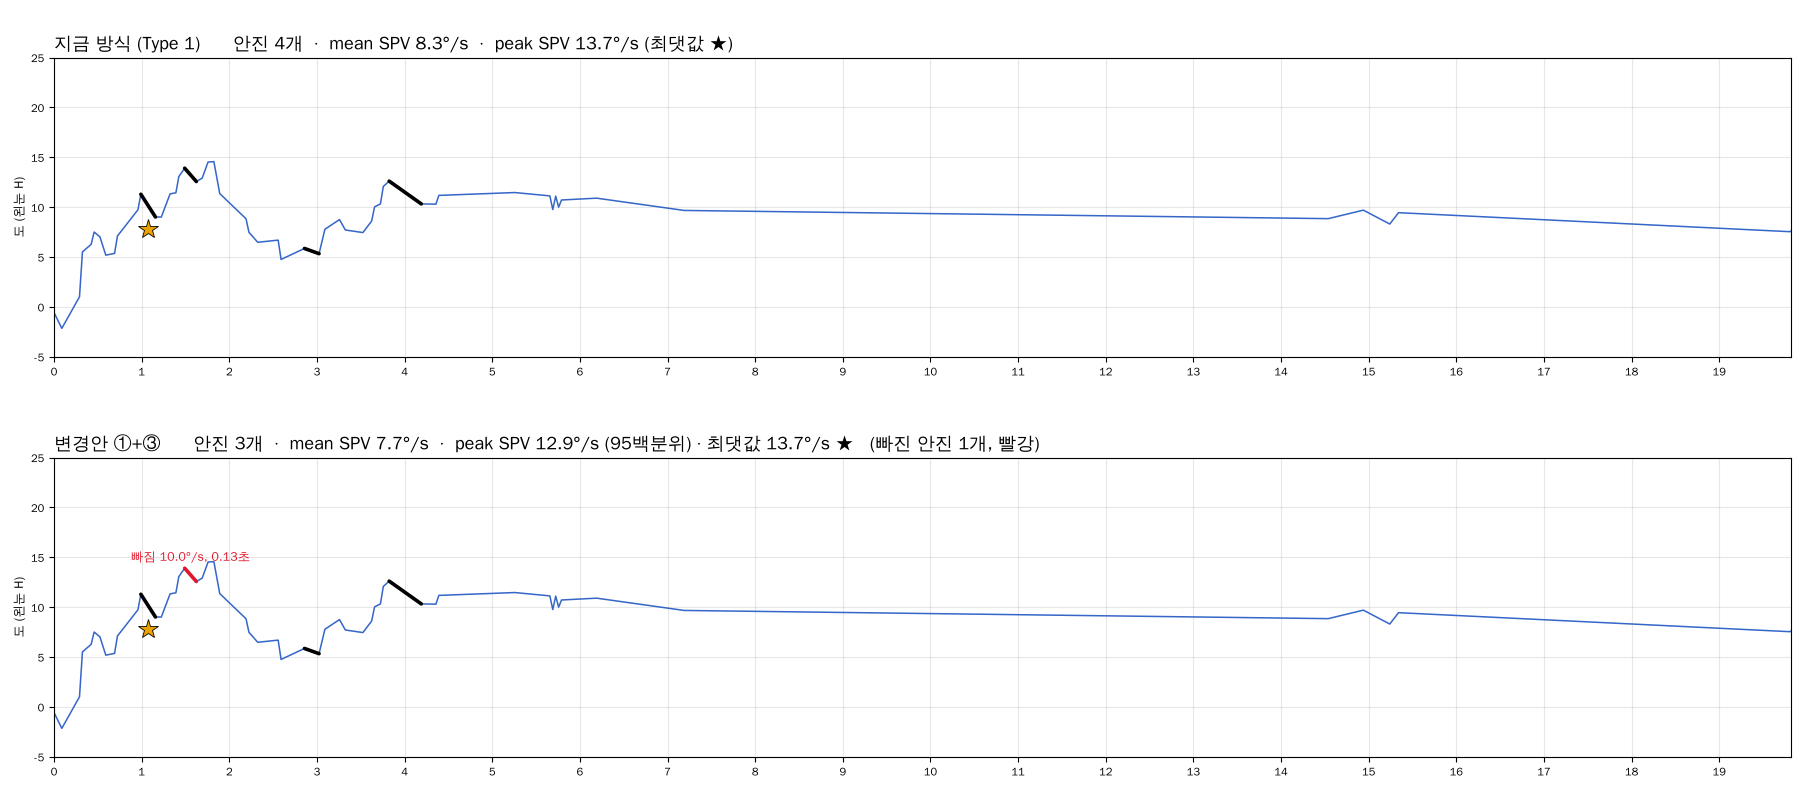 지금 방식 (Type 1)      안진 4개  ·  mean SPV 8.3°/s  ·  peak SPV 13.7°/s (최댓값 ★)
25
20
15
10
5
0
-5
도 (왼눈 H)
0 1 2 3 4 5 6 7 8 9 10 11 12 13 14 15 16 17 18 19
변경안 ①+③      안진 3개  ·  mean SPV 7.7°/s  ·  peak SPV 12.9°/s (95백분위) · 최댓값 13.7°/s ★   (빠진 안진 1개, 빨강)
25
20
15
빠짐 10.0°/s, 0.13초
10
5
0
-5
도 (왼눈 H)
0 1 2 3 4 5 6 7 8 9 10 11 12 13 14 15 16 17 18 19